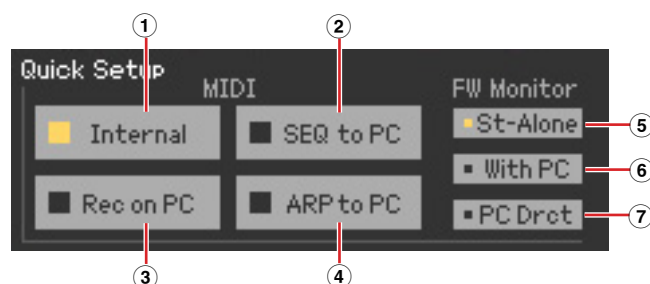 1 2
Quick Setup
MIDI FW Monitor
Internal SEQ to PC St-Alone 5
With PC 6
Rec on PC ARP to PC PC Drct 7
3 4